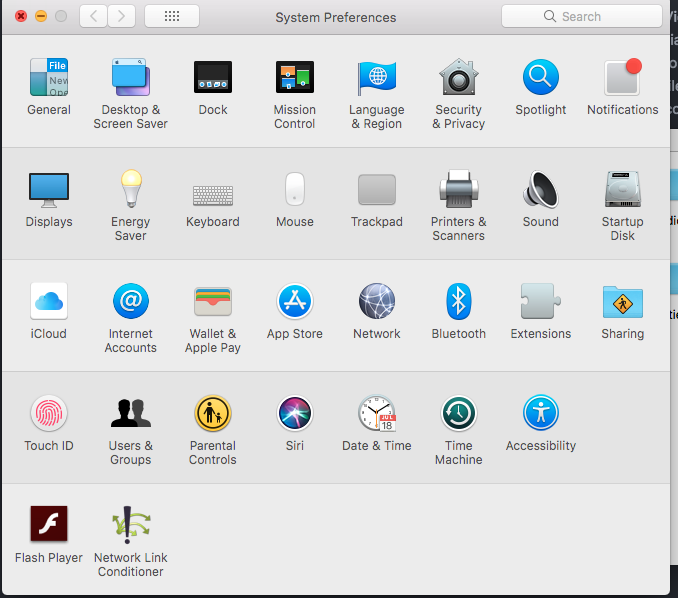 System Preferences
Search
File
New
Ope
General
Desktop &
Screen Saver
Dock
Mission
Control
Language
& Region
Security
& Privacy
Spotlight
Notifications
Displays
Energy
Saver
Keyboard
Mouse
Trackpad
Printers &
Scanners
Sound
Startup
Disk
iCloud
@
Internet
Accounts
Wallet &
Apple Pay
App Store
Network
Bluetooth
Extensions
Sharing
Touch ID
Users &
Groups
Parental
Controls
Siri
JUL
18
Date & Time
Time
Machine
Accessibility
Flash Player
Network Link
Conditioner